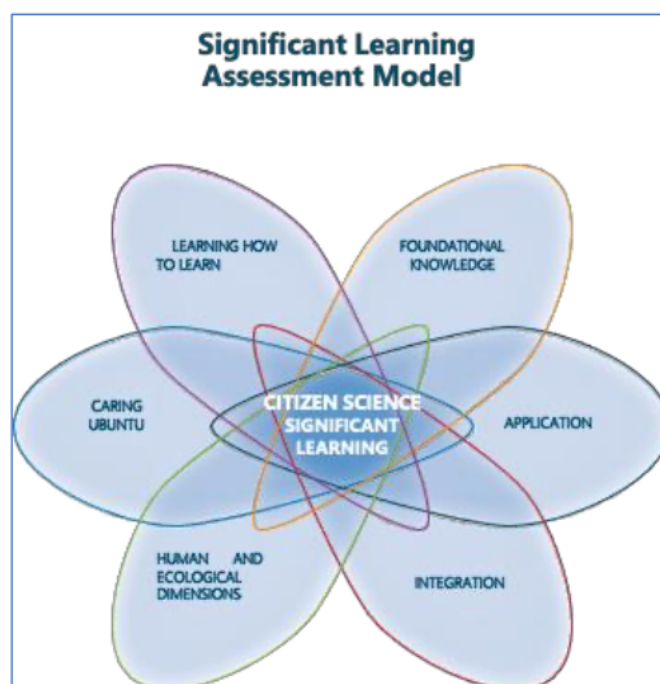 Significant Learning
Assessment Model
LEARNING HOW
TO LEARN
FOUNDATIONAL
KNOWLEDGE
CARING
UBUNTU
CITIZEN SCIENCE
SIGNIFICANT
LEARNING
APPLICATION
HUMAN AND
ECOLOGICAL
DIMENSIONS
INTEGRATION